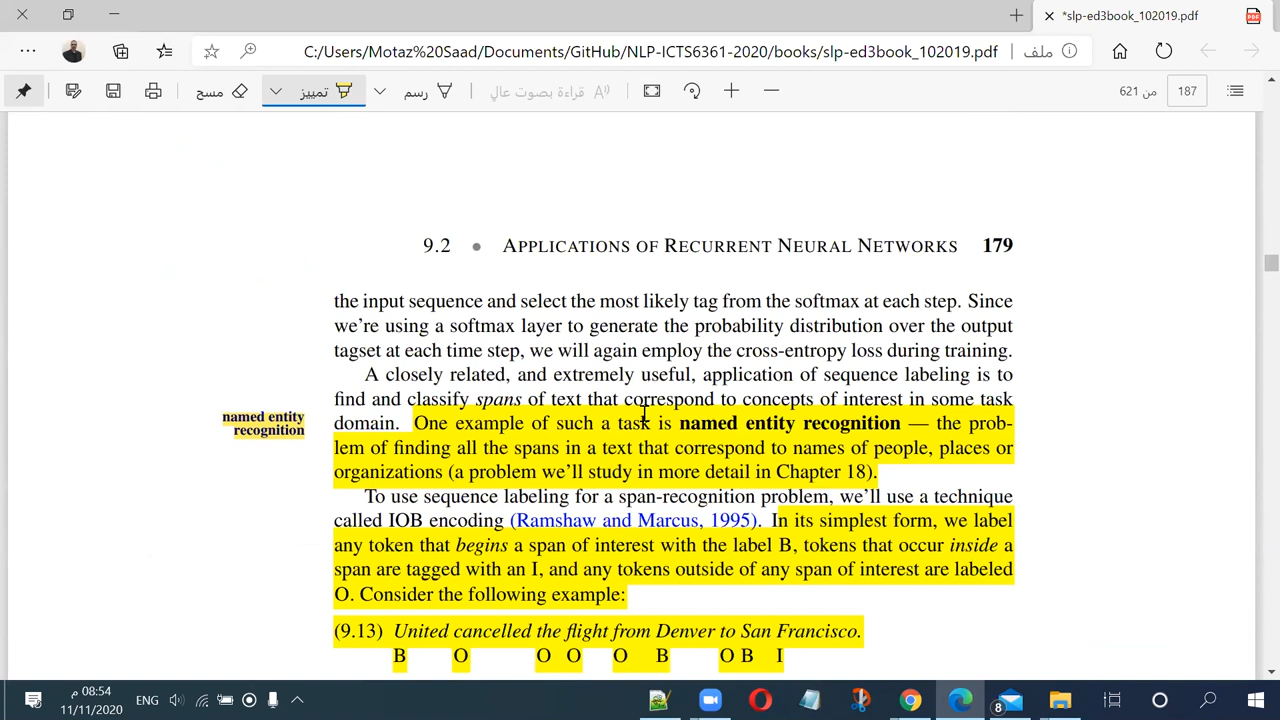 *slp-ed3book_102019.pdf
C:/Users/Motaz%20Saad/Documents/GitHub/NLP-ICTS6361-2020/books/slp-ed3book_102019.pdf | ملف
مسح تمييز رسم قراءة بصوت عالٍ 187 من 621
9.2 • APPLICATIONS OF RECURRENT NEURAL NETWORKS 179
the input sequence and select the most likely tag from the softmax at each step. Since
we're using a softmax layer to generate the probability distribution over the output
tagset at each time step, we will again employ the cross-entropy loss during training.
A closely related, and extremely useful, application of sequence labeling is to
find and classify spans of text that correspond to concepts of interest in some task
named entity
recognition
domain. One example of such a task is named entity recognition — the prob-
lem of finding all the spans in a text that correspond to names of people, places or
organizations (a problem we'll study in more detail in Chapter 18).
To use sequence labeling for a span-recognition problem, we'll use a technique
called IOB encoding (Ramshaw and Marcus, 1995). In its simplest form, we label
any token that begins a span of interest with the label B, tokens that occur inside a
span are tagged with an I, and any tokens outside of any span of interest are labeled
O. Consider the following example:
(9.13) United cancelled the flight from Denver to San Francisco.
B O O O O B O B I
ENG 08:54 م
11/11/2020
8